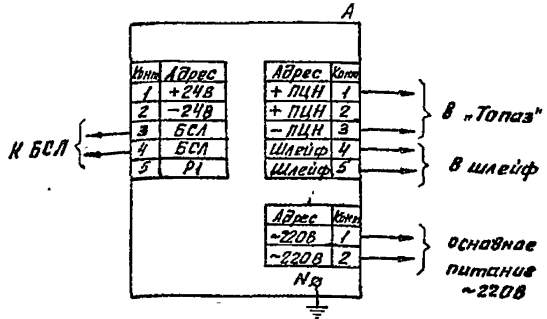 А
Конт Адрес
1 +24В
2 −24В
3 БСЛ
4 БСЛ
5 Р1
К БСЛ
Адрес Конт
+ ПЦН 1
+ ПЦН 2
− ПЦН 3
Шлейф 4
Шлейф 5
В „Топаз"
В шлейф
Адрес Конт
~220В 1
~220В 2
N
основное
питание
~220В